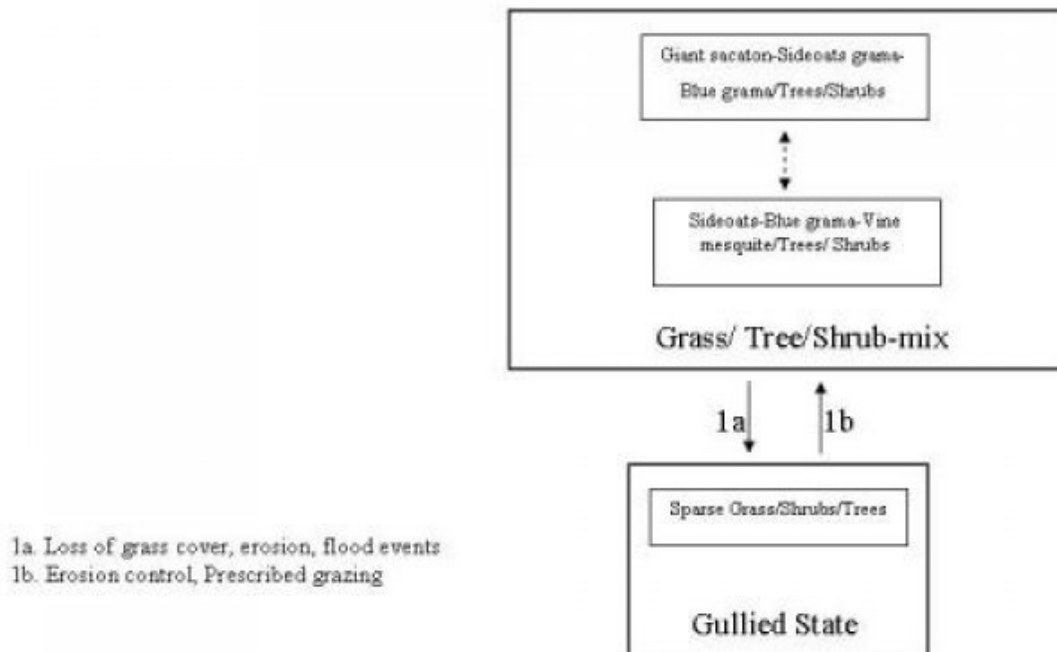 Giant sacaton-Sideoats grama-
Blue grama/Trees/Shrubs
Sideoats-Blue grama-Vine
mesquite/Trees/ Shrubs
Grass/ Tree/Shrub-mix
1a
1b
Sparse Grass/Shrubs/Trees
Gullied State
1a. Loss of grass cover, erosion, flood events
1b. Erosion control, Prescribed grazing